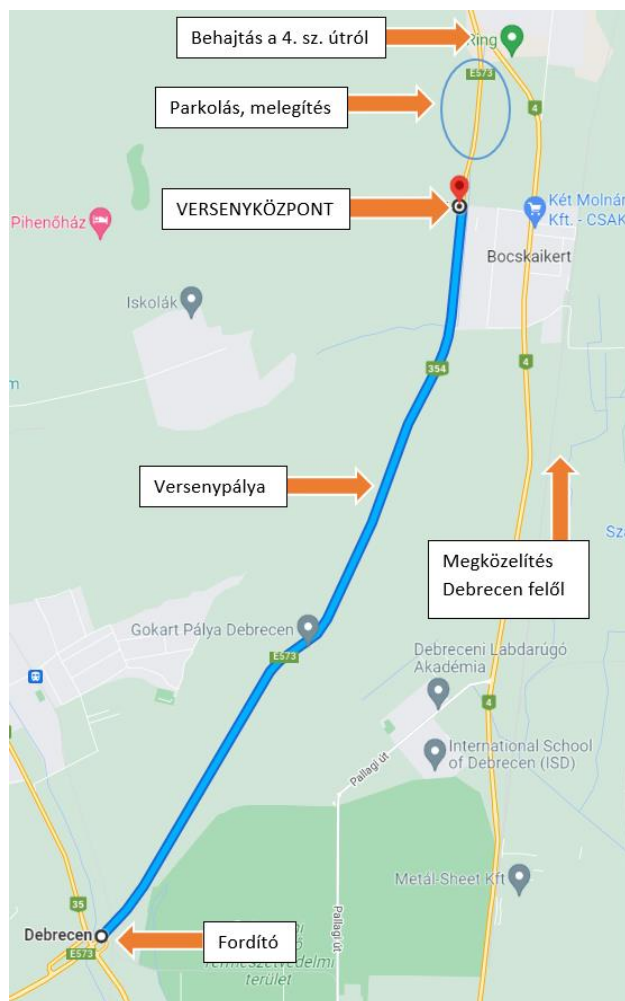 Behajtás a 4. sz. útról
Ring
E573
Parkolás, melegítés
4
VERSENYKÖZPONT
Két Molnár
Kft. - CSAK
Pihenőház
Bocskaikert
Iskolák
354
4
m
Versenypálya
Megközelítés
Debrecen felől
Gokart Pálya Debrecen
E573
Debreceni Labdarúgó
Akadémia
4
International School
of Debrecen (ISD)
Pallagi út
Metál-Sheet Kft
35
Debrecen
E573
Fordító
Pallagi út
terület